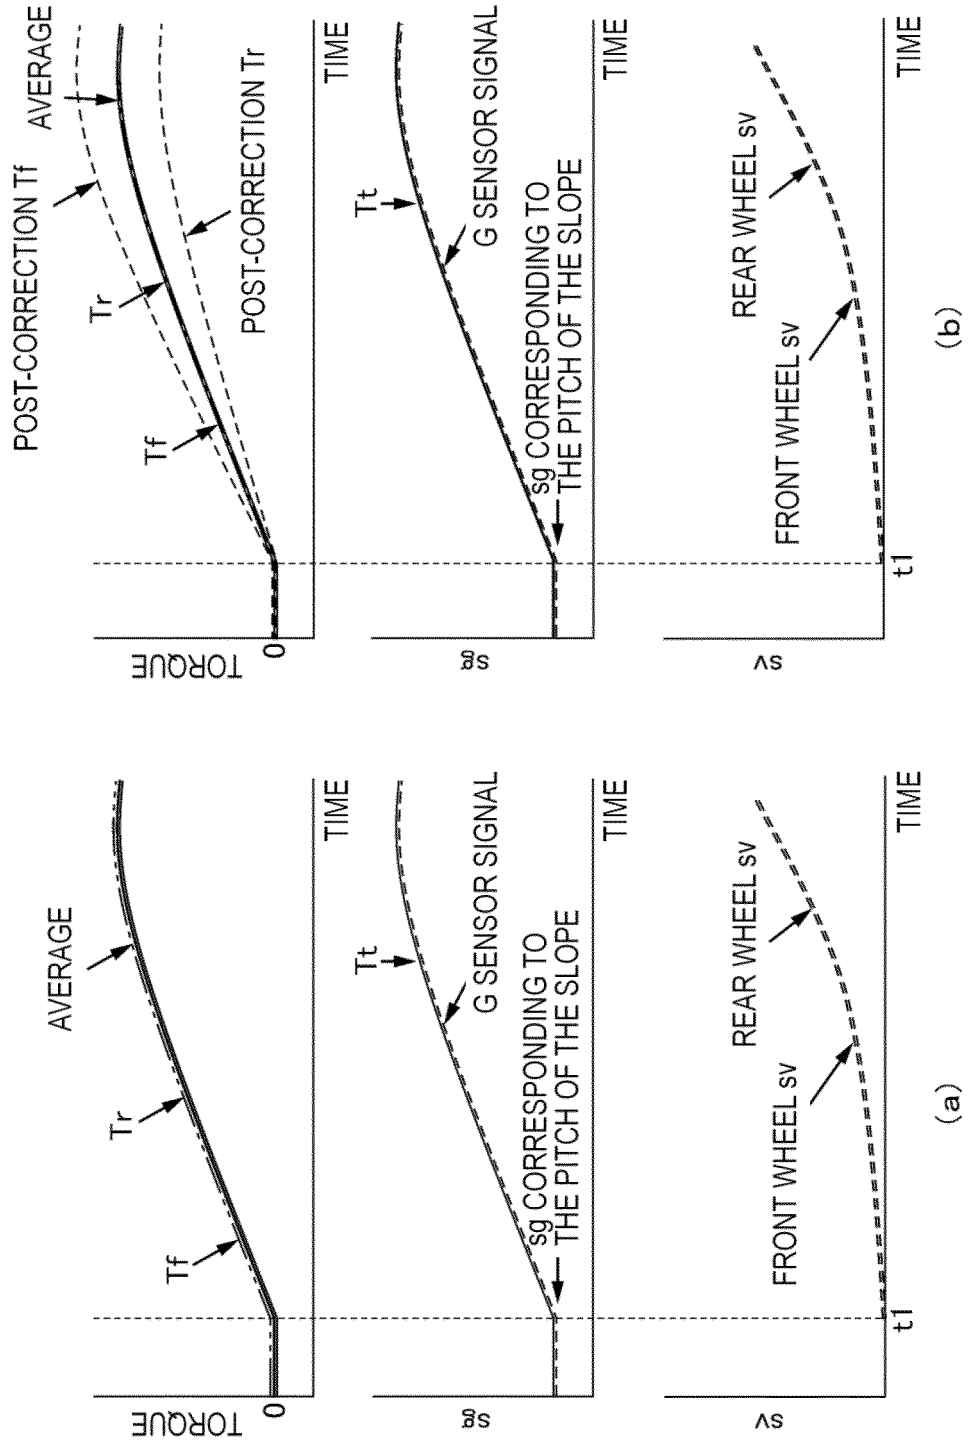 TORQUE
0
Tf
Tr
AVERAGE
TIME
sg
Tt
G SENSOR SIGNAL
sg CORRESPONDING TO
THE PITCH OF THE SLOPE
TIME
sv
FRONT WHEEL sv
REAR WHEEL sv
t1
TIME
(a)
TORQUE
0
POST-CORRECTION Tf
Tf
Tr
AVERAGE
POST-CORRECTION Tr
TIME
sg
Tt
G SENSOR SIGNAL
sg CORRESPONDING TO
THE PITCH OF THE SLOPE
TIME
sv
FRONT WHEEL sv
REAR WHEEL sv
t1
TIME
(b)